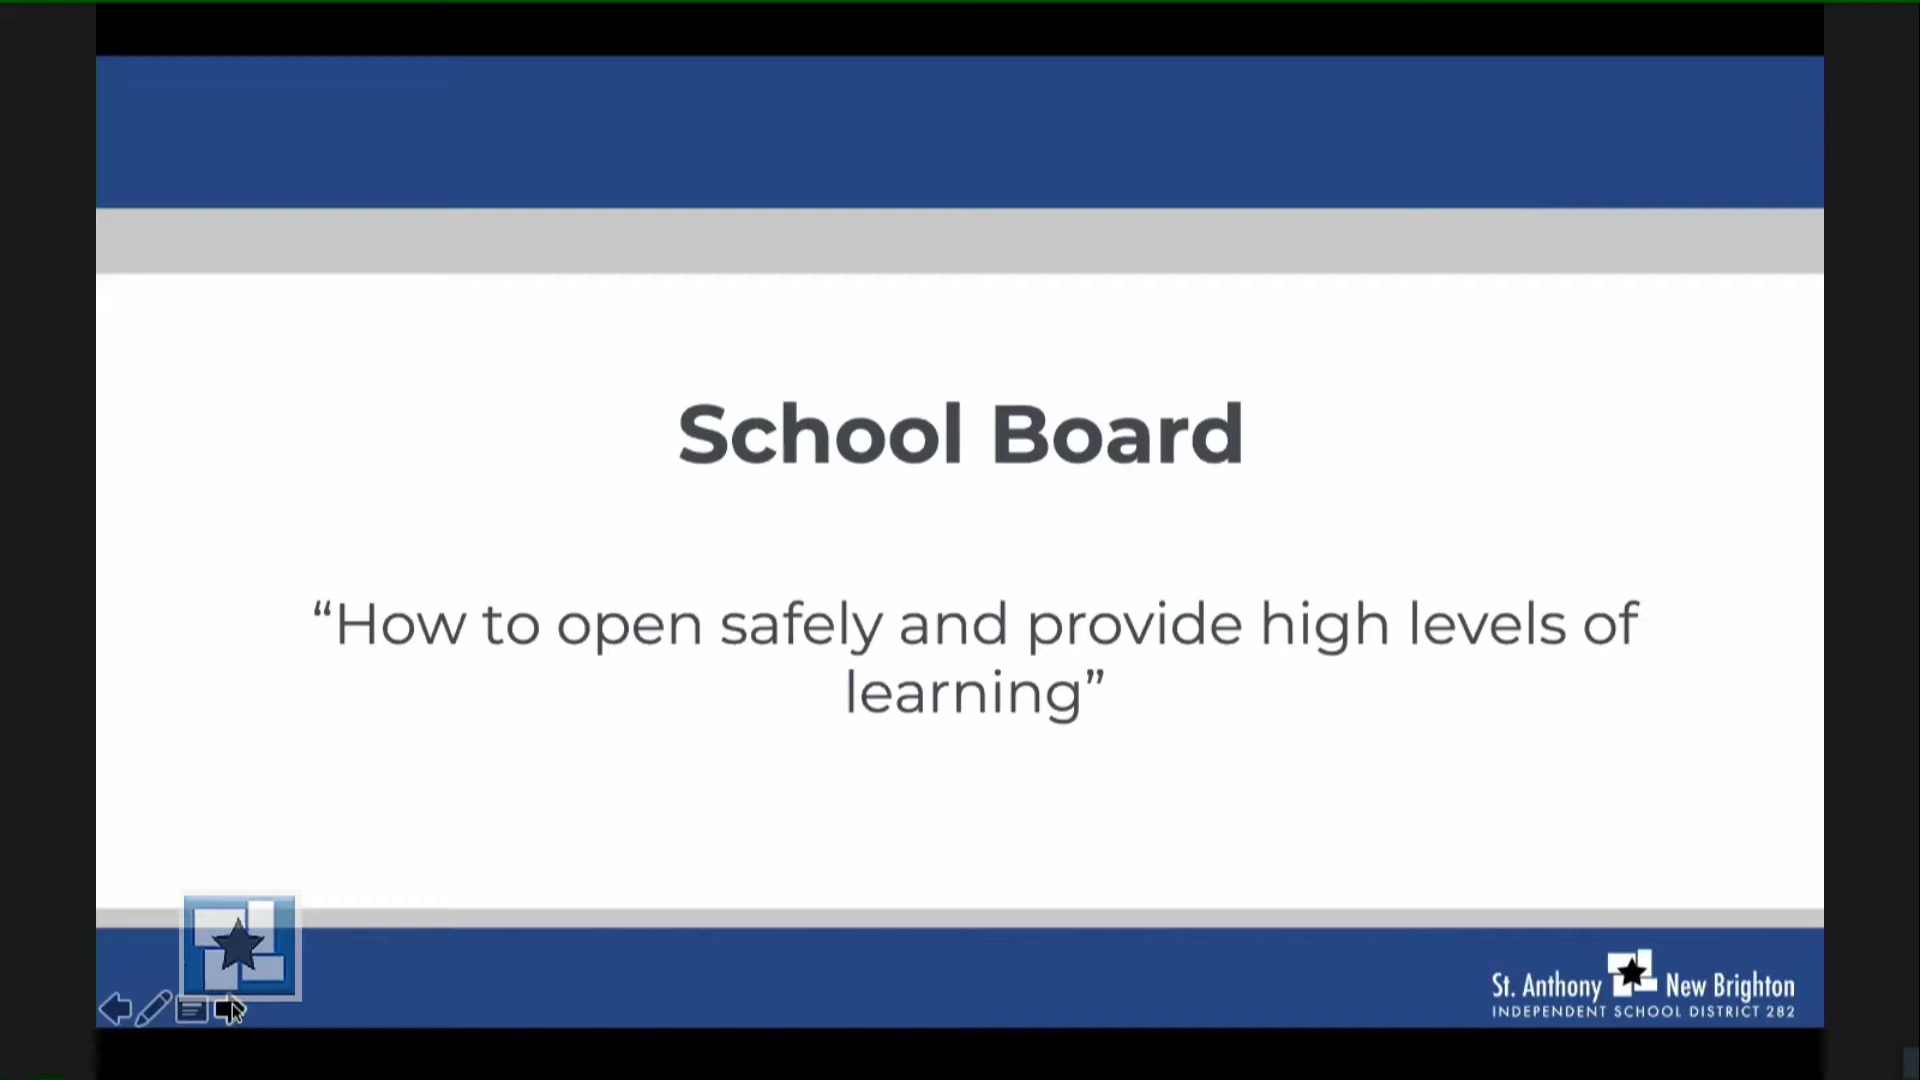 School Board
“How to open safely and provide high levels of
learning”
St. Anthony New Brighton
INDEPENDENT SCHOOL DISTRICT 282